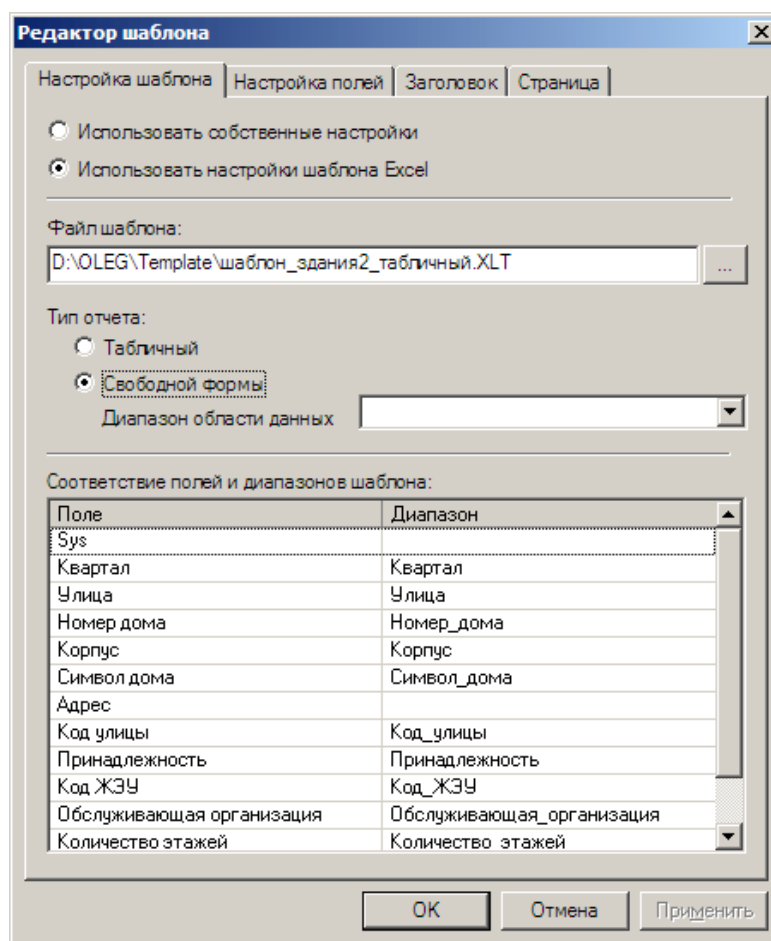 Редактор шаблона
Настройка шаблона Настройка полей Заголовок Страница
Использовать собственные настройки
Использовать настройки шаблона Excel
Файл шаблона:
D:\OLEG\Template\шаблон_здания2_табличный.XLT ...
Тип отчета:
Табличный
Свободной формы
Диапазон области данных
Соответствие полей и диапазонов шаблона:
Поле Диапазон
Sys
Квартал Квартал
Улица Улица
Номер дома Номер_дома
Корпус Корпус
Символ дома Символ_дома
Адрес
Код улицы Код_улицы
Принадлежность Принадлежность
Код ЖЭУ Код_ЖЭУ
Обслуживающая организация Обслуживающая_организация
Количество этажей Количество этажей
OK Отмена Применить